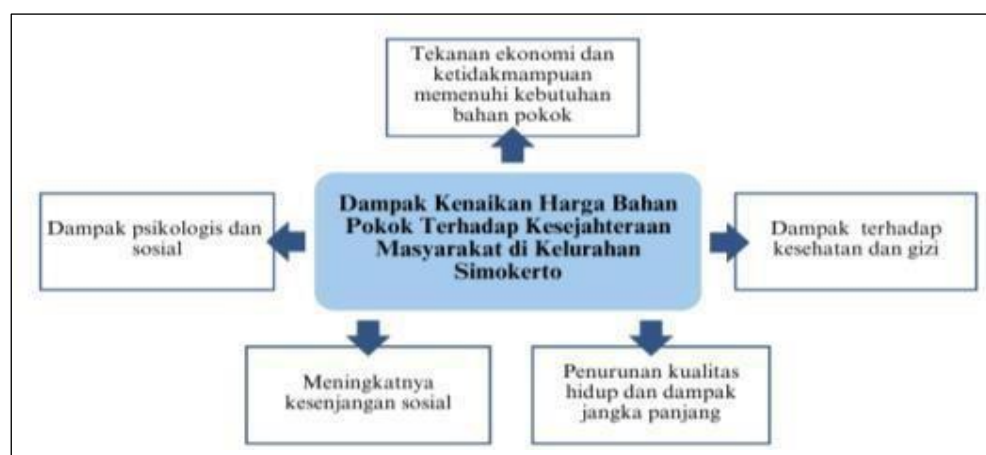 Tekanan ekonomi dan
ketidakmampuan
memenuhi kebutuhan
bahan pokok
Dampak psikologis dan
sosial
Dampak Kenaikan Harga Bahan
Pokok Terhadap Kesejahteraan
Masyarakat di Kelurahan
Simokerto
Dampak terhadap
kesehatan dan gizi
Meningkatnya
kesenjangan sosial
Penurunan kualitas
hidup dan dampak
jangka panjang